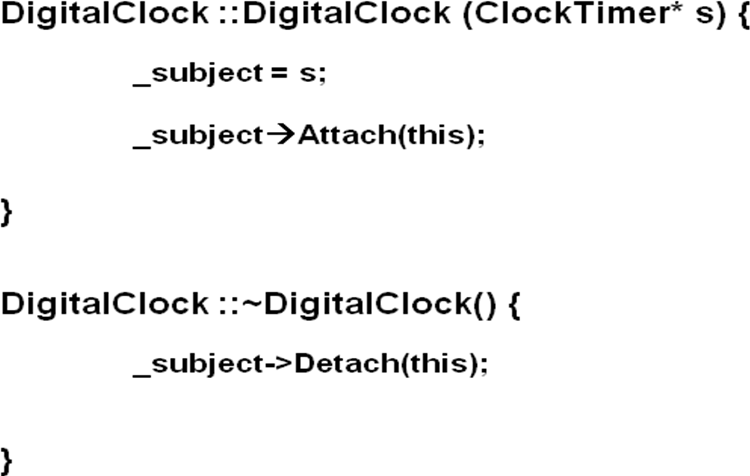 DigitalClock ::DigitalClock (ClockTimer* s) {
_subject = s;
_subject→Attach(this);
}
DigitalClock ::~DigitalClock() {
_subject->Detach(this);
}